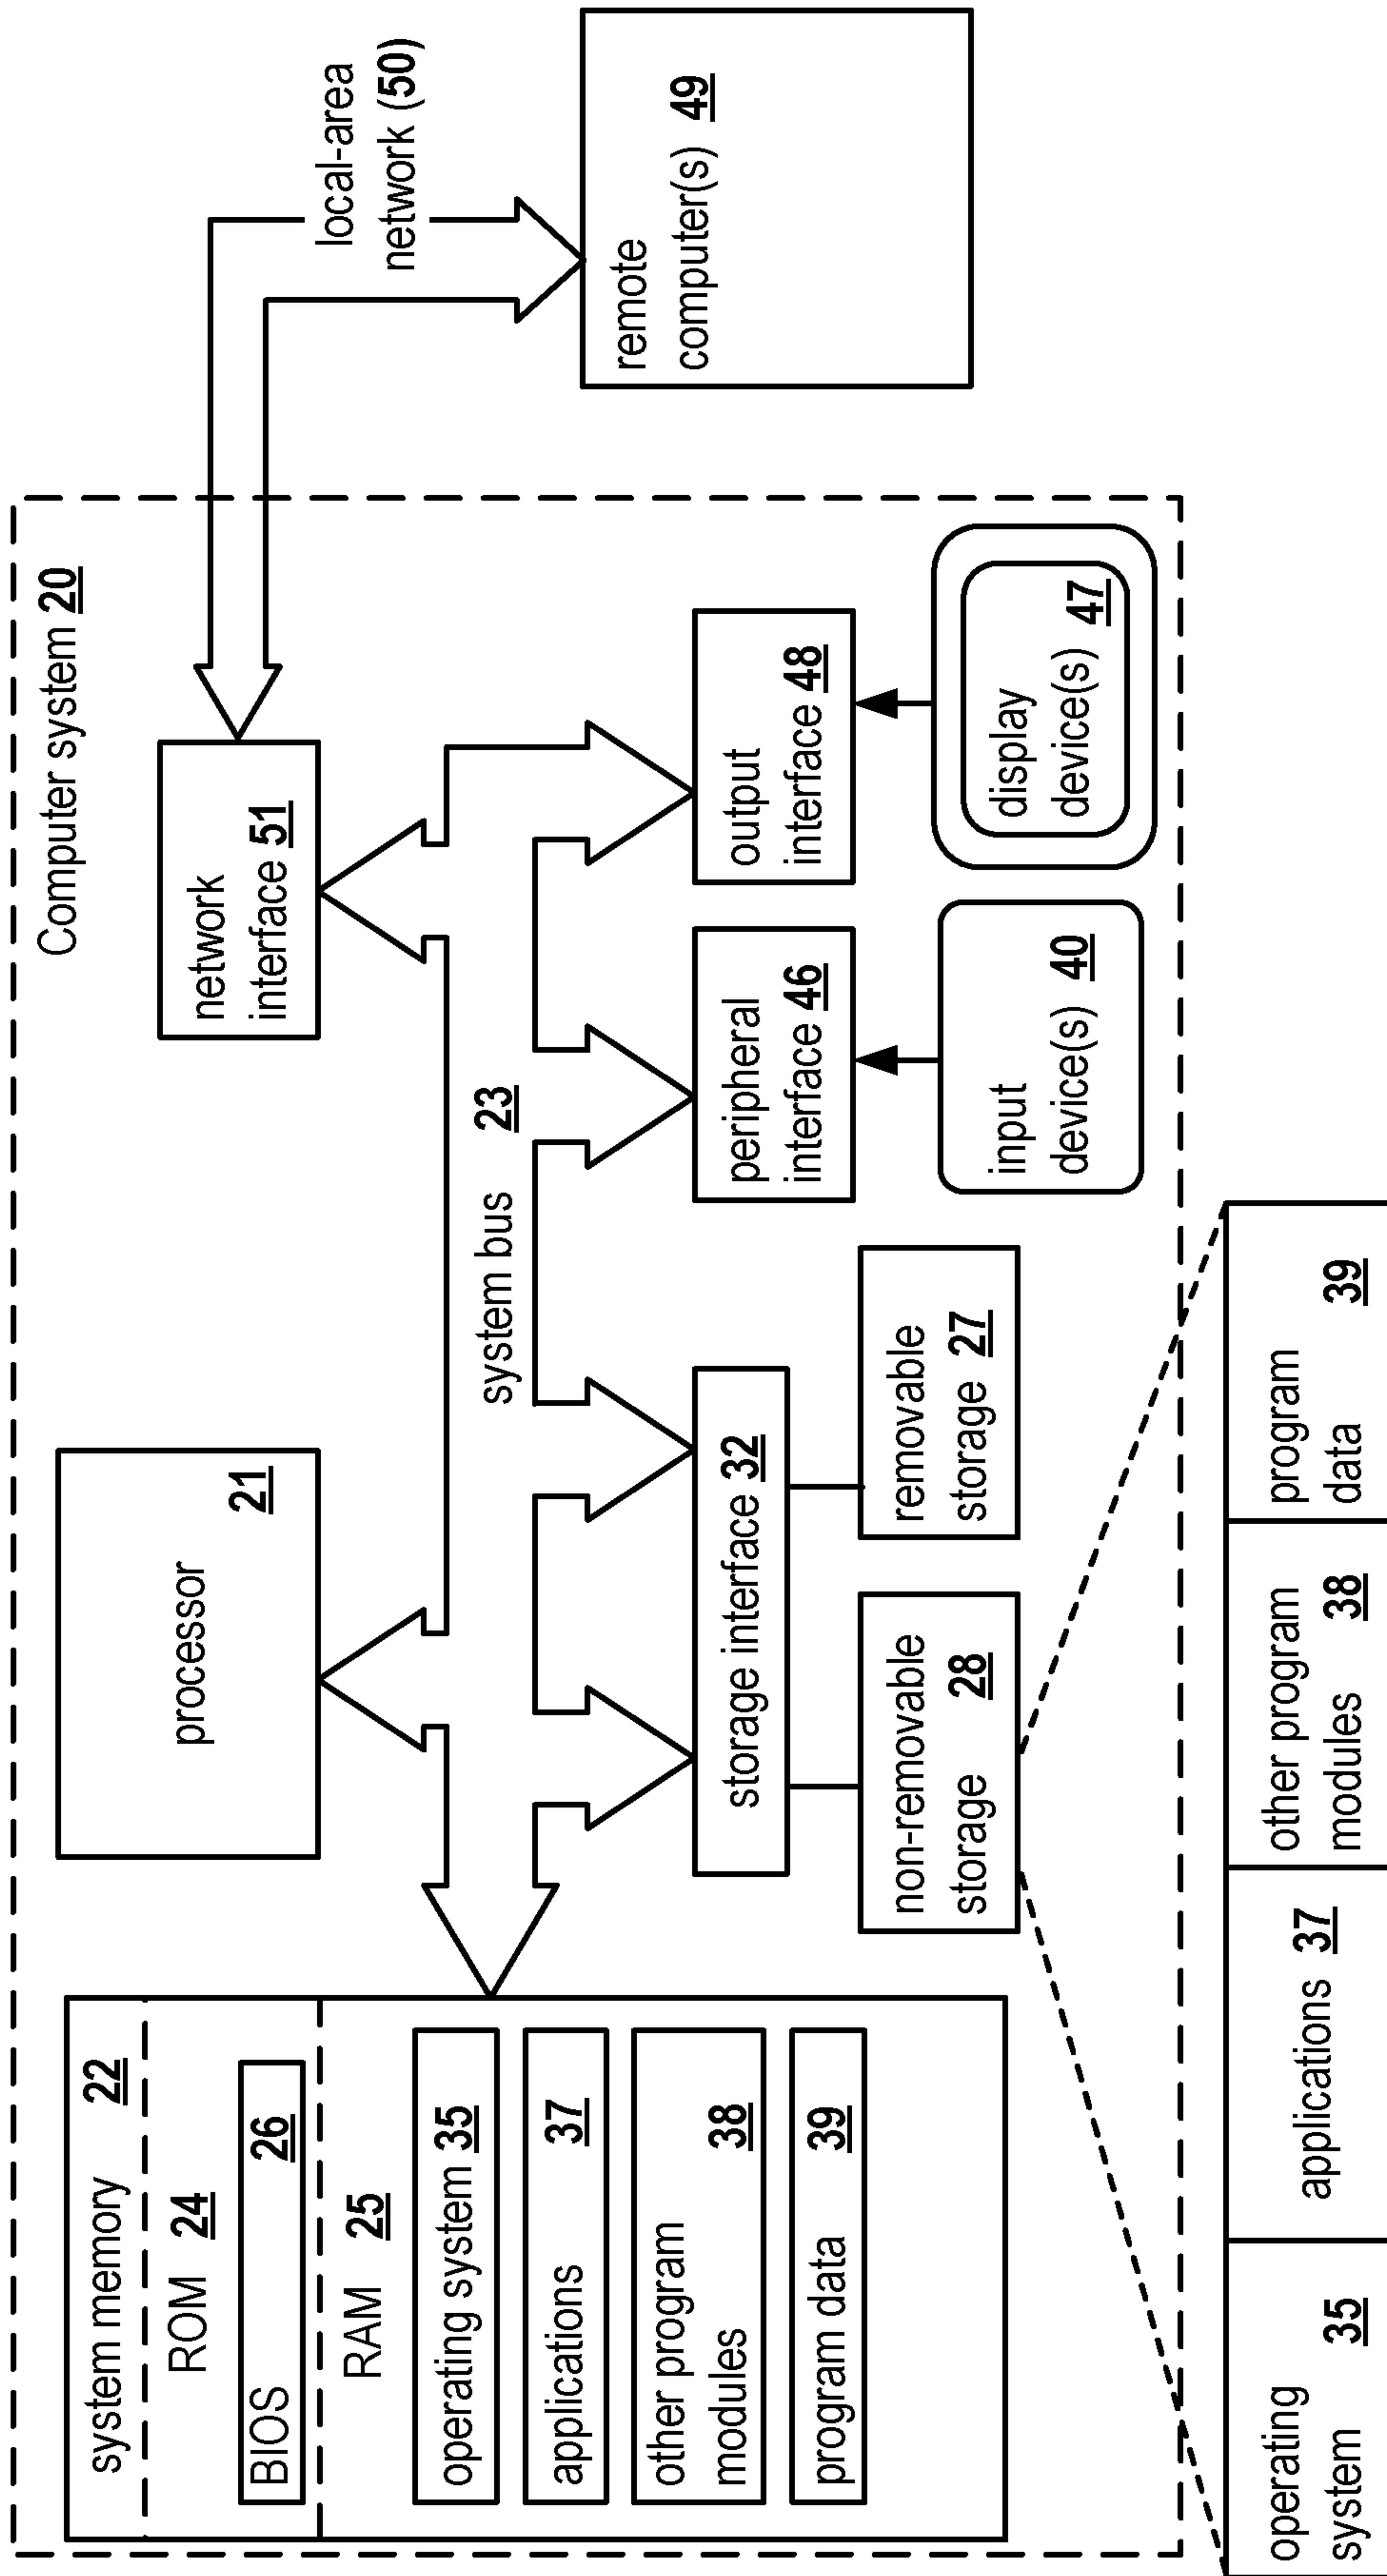 Computer system 20
system memory 22
ROM 24
BIOS 26
RAM 25
operating system 35
applications 37
other program
modules 38
program data 39
processor 21
network
interface 51
local-area
network (50)
system bus 23
storage interface 32
peripheral
interface 46
output
interface 48
remote
computer(s) 49
non-removable
storage 28
removable
storage 27
input
device(s) 40
display
device(s) 47
operating
system 35
applications 37
other program
modules 38
program
data 39